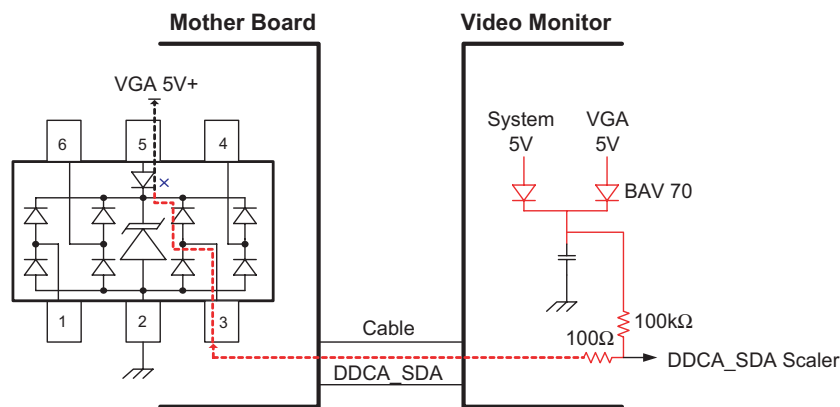 Mother Board
Video Monitor
VGA 5V+
System
5V
VGA
5V
BAV 70
6
5
4
×
1
2
3
Cable
DDCA_SDA
100Ω
100kΩ
DDCA_SDA Scaler